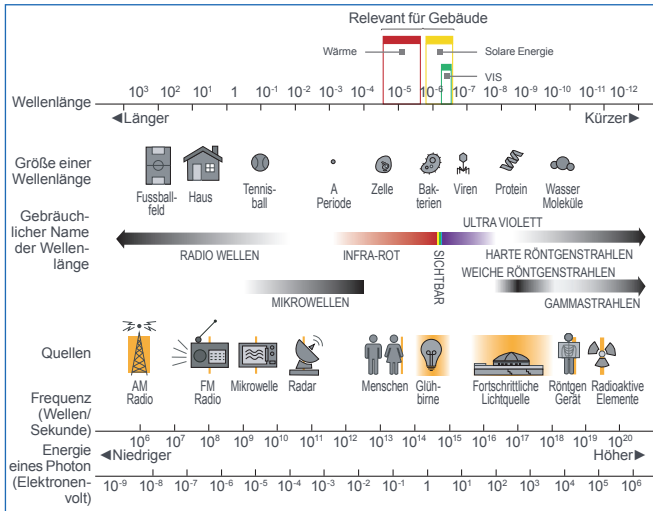 Relevant für Gebäude
Wärme
Solare Energie
VIS
Wellenlänge
10³ 10² 10¹ 1 10⁻¹ 10⁻² 10⁻³ 10⁻⁴ 10⁻⁵ 10⁻⁶ 10⁻⁷ 10⁻⁸ 10⁻⁹ 10⁻¹⁰ 10⁻¹¹ 10⁻¹²
◄Länger
Kürzer►
Größe einer
Wellenlänge
Fussball-
feld
Haus
Tennis-
ball
A
Periode
Zelle
Bak-
terien
Viren
Protein
Wasser
Moleküle
Gebräuch-
licher Name
der Wellen-
länge
RADIO WELLEN
INFRA-ROT
SICHTBAR
ULTRA VIOLETT
HARTE RÖNTGENSTRAHLEN
WEICHE RÖNTGENSTRAHLEN
MIKROWELLEN
GAMMASTRAHLEN
Quellen
AM
Radio
FM
Radio
Mikrowelle
Radar
Menschen
Glüh-
birne
Fortschrittliche
Lichtquelle
Röntgen
Gerät
Radioaktive
Elemente
Frequenz
(Wellen/
Sekunde)
10⁶ 10⁷ 10⁸ 10⁹ 10¹⁰ 10¹¹ 10¹² 10¹³ 10¹⁴ 10¹⁵ 10¹⁶ 10¹⁷ 10¹⁸ 10¹⁹ 10²⁰
◄Niedriger
Höher►
Energie
eines Photon
(Elektronen-
volt)
10⁻⁹ 10⁻⁸ 10⁻⁷ 10⁻⁶ 10⁻⁵ 10⁻⁴ 10⁻³ 10⁻² 10⁻¹ 1 10¹ 10² 10³ 10⁴ 10⁵ 10⁶